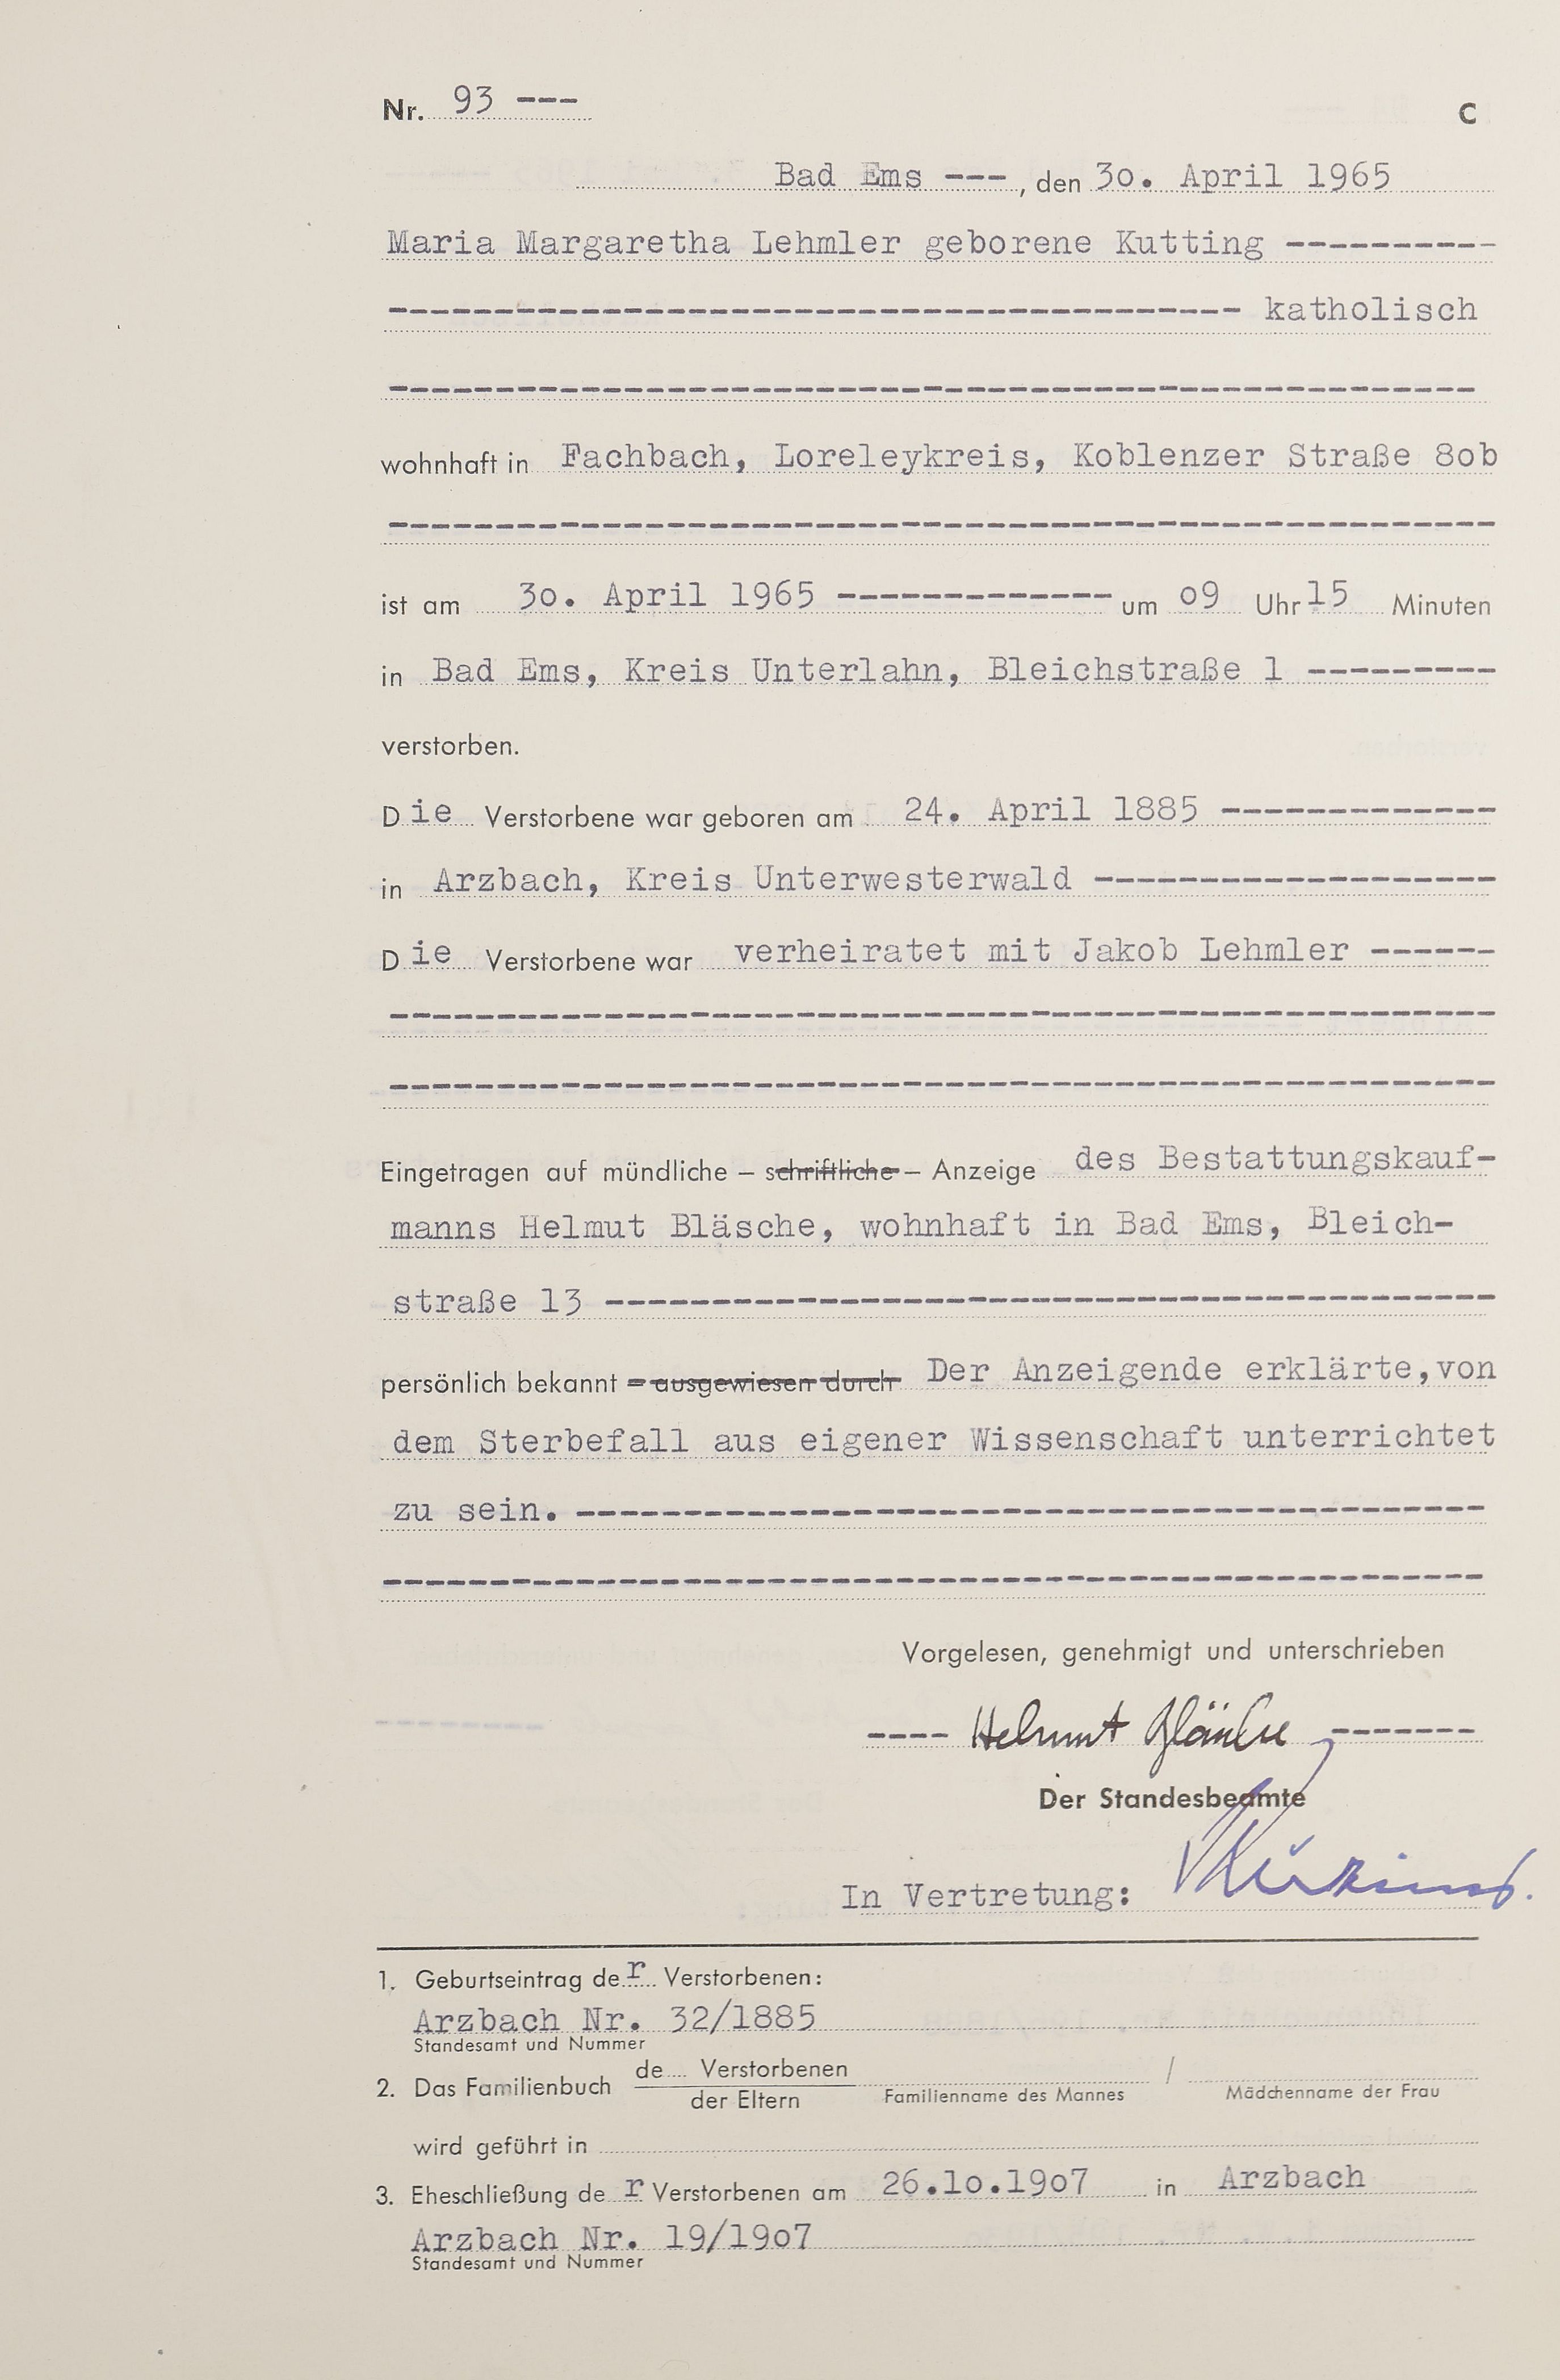 Nr. 93 ---
C
Bad Ems ---, den 3o. April 1965
Maria Margaretha Lehmler geborene Kutting ----------
---------------------------------------- katholisch
---------------------------------------------------
wohnhaft in Fachbach, Loreleykreis, Koblenzer Straße 8ob
----------------------------------------------------
ist am 3o. April 1965 ------------- um o9 Uhr 15 Minuten
in Bad Ems, Kreis Unterlahn, Bleichstraße 1 ---------
verstorben.
Die Verstorbene war geboren am 24. April 1885 -------------
in Arzbach, Kreis Unterwesterwald -------------------
Die Verstorbene war verheiratet mit Jakob Lehmler ------
----------------------------------------------------
----------------------------------------------------
Eingetragen auf mündliche – schriftliche – Anzeige des Bestattungskauf-
manns Helmut Bläsche, wohnhaft in Bad Ems, Bleich-
straße 13 ------------------------------------------
persönlich bekannt – ausgewiesen durch Der Anzeigende erklärte,von
dem Sterbefall aus eigener Wissenschaft unterrichtet
zu sein. -------------------------------------------
----------------------------------------------------
Vorgelesen, genehmigt und unterschrieben
---- Helmut Bläsche -------
Der Standesbeamte
In Vertretung:
1. Geburtseintrag der Verstorbenen:
Arzbach Nr. 32/1885
Standesamt und Nummer
2. Das Familienbuch de.... Verstorbenen / 
der Eltern Familienname des Mannes Mädchenname der Frau
wird geführt in
3. Eheschließung der Verstorbenen am 26.1o.19o7 in Arzbach
Arzbach Nr. 19/19o7
Standesamt und Nummer